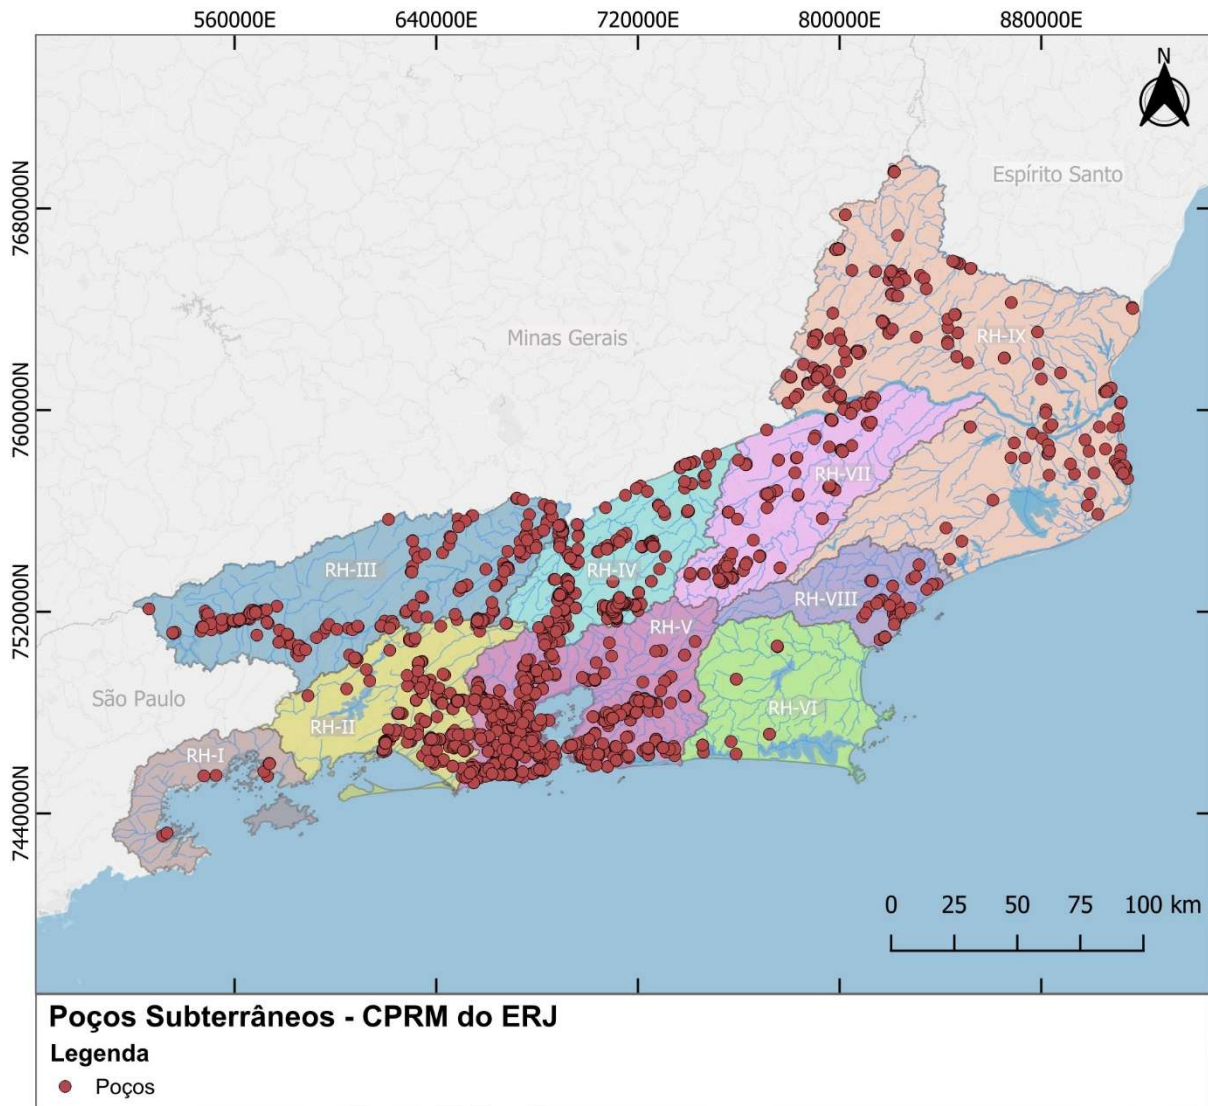 560000E 640000E 720000E 800000E 880000E
N
Espírito Santo
7680000N
Minas Gerais
RH-IX
7600000N
RH-VII
RH-III
RH-IV
RH-VIII
7520000N
RH-V
São Paulo
RH-VI
RH-II
RH-I
7440000N
0 25 50 75 100 km
Poços Subterrâneos - CPRM do ERJ
Legenda
Poços